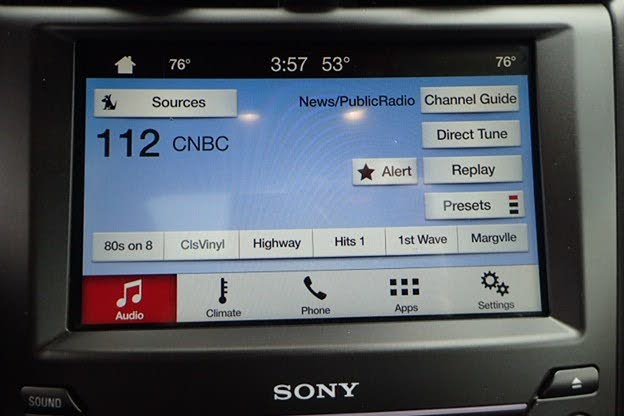 76° 3:57 53° 76°
Sources News/PublicRadio Channel Guide
112 CNBC Direct Tune
Alert Replay
Presets
80s on 8 ClsVinyl Highway Hits 1 1st Wave Margvlle
Audio Climate Phone Apps Settings
SONY
SOUND